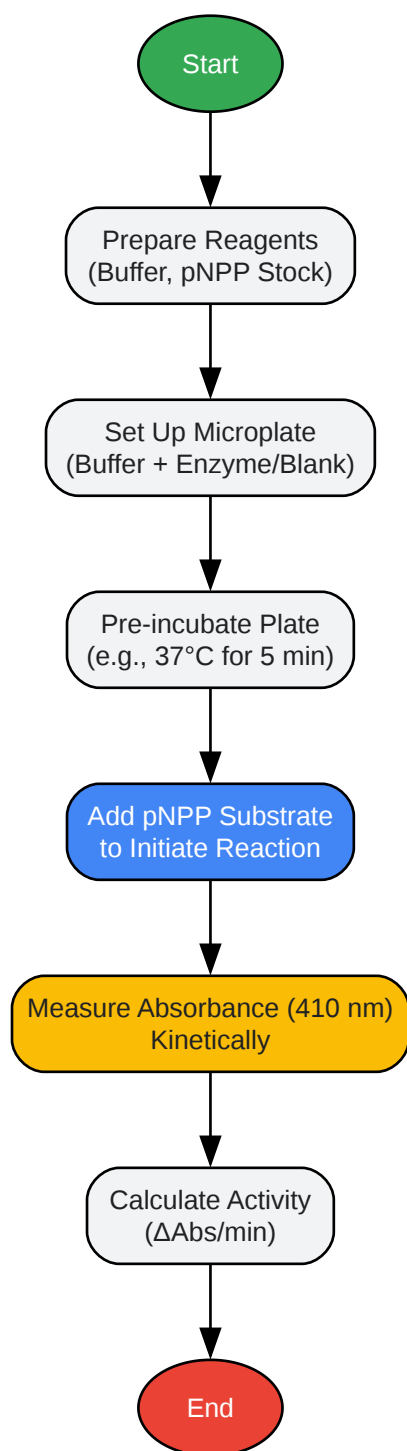 Start
Prepare Reagents
(Buffer, pNPP Stock)
Set Up Microplate
(Buffer + Enzyme/Blank)
Pre-incubate Plate
(e.g., 37°C for 5 min)
Add pNPP Substrate
to Initiate Reaction
Measure Absorbance (410 nm)
Kinetically
Calculate Activity
(ΔAbs/min)
End